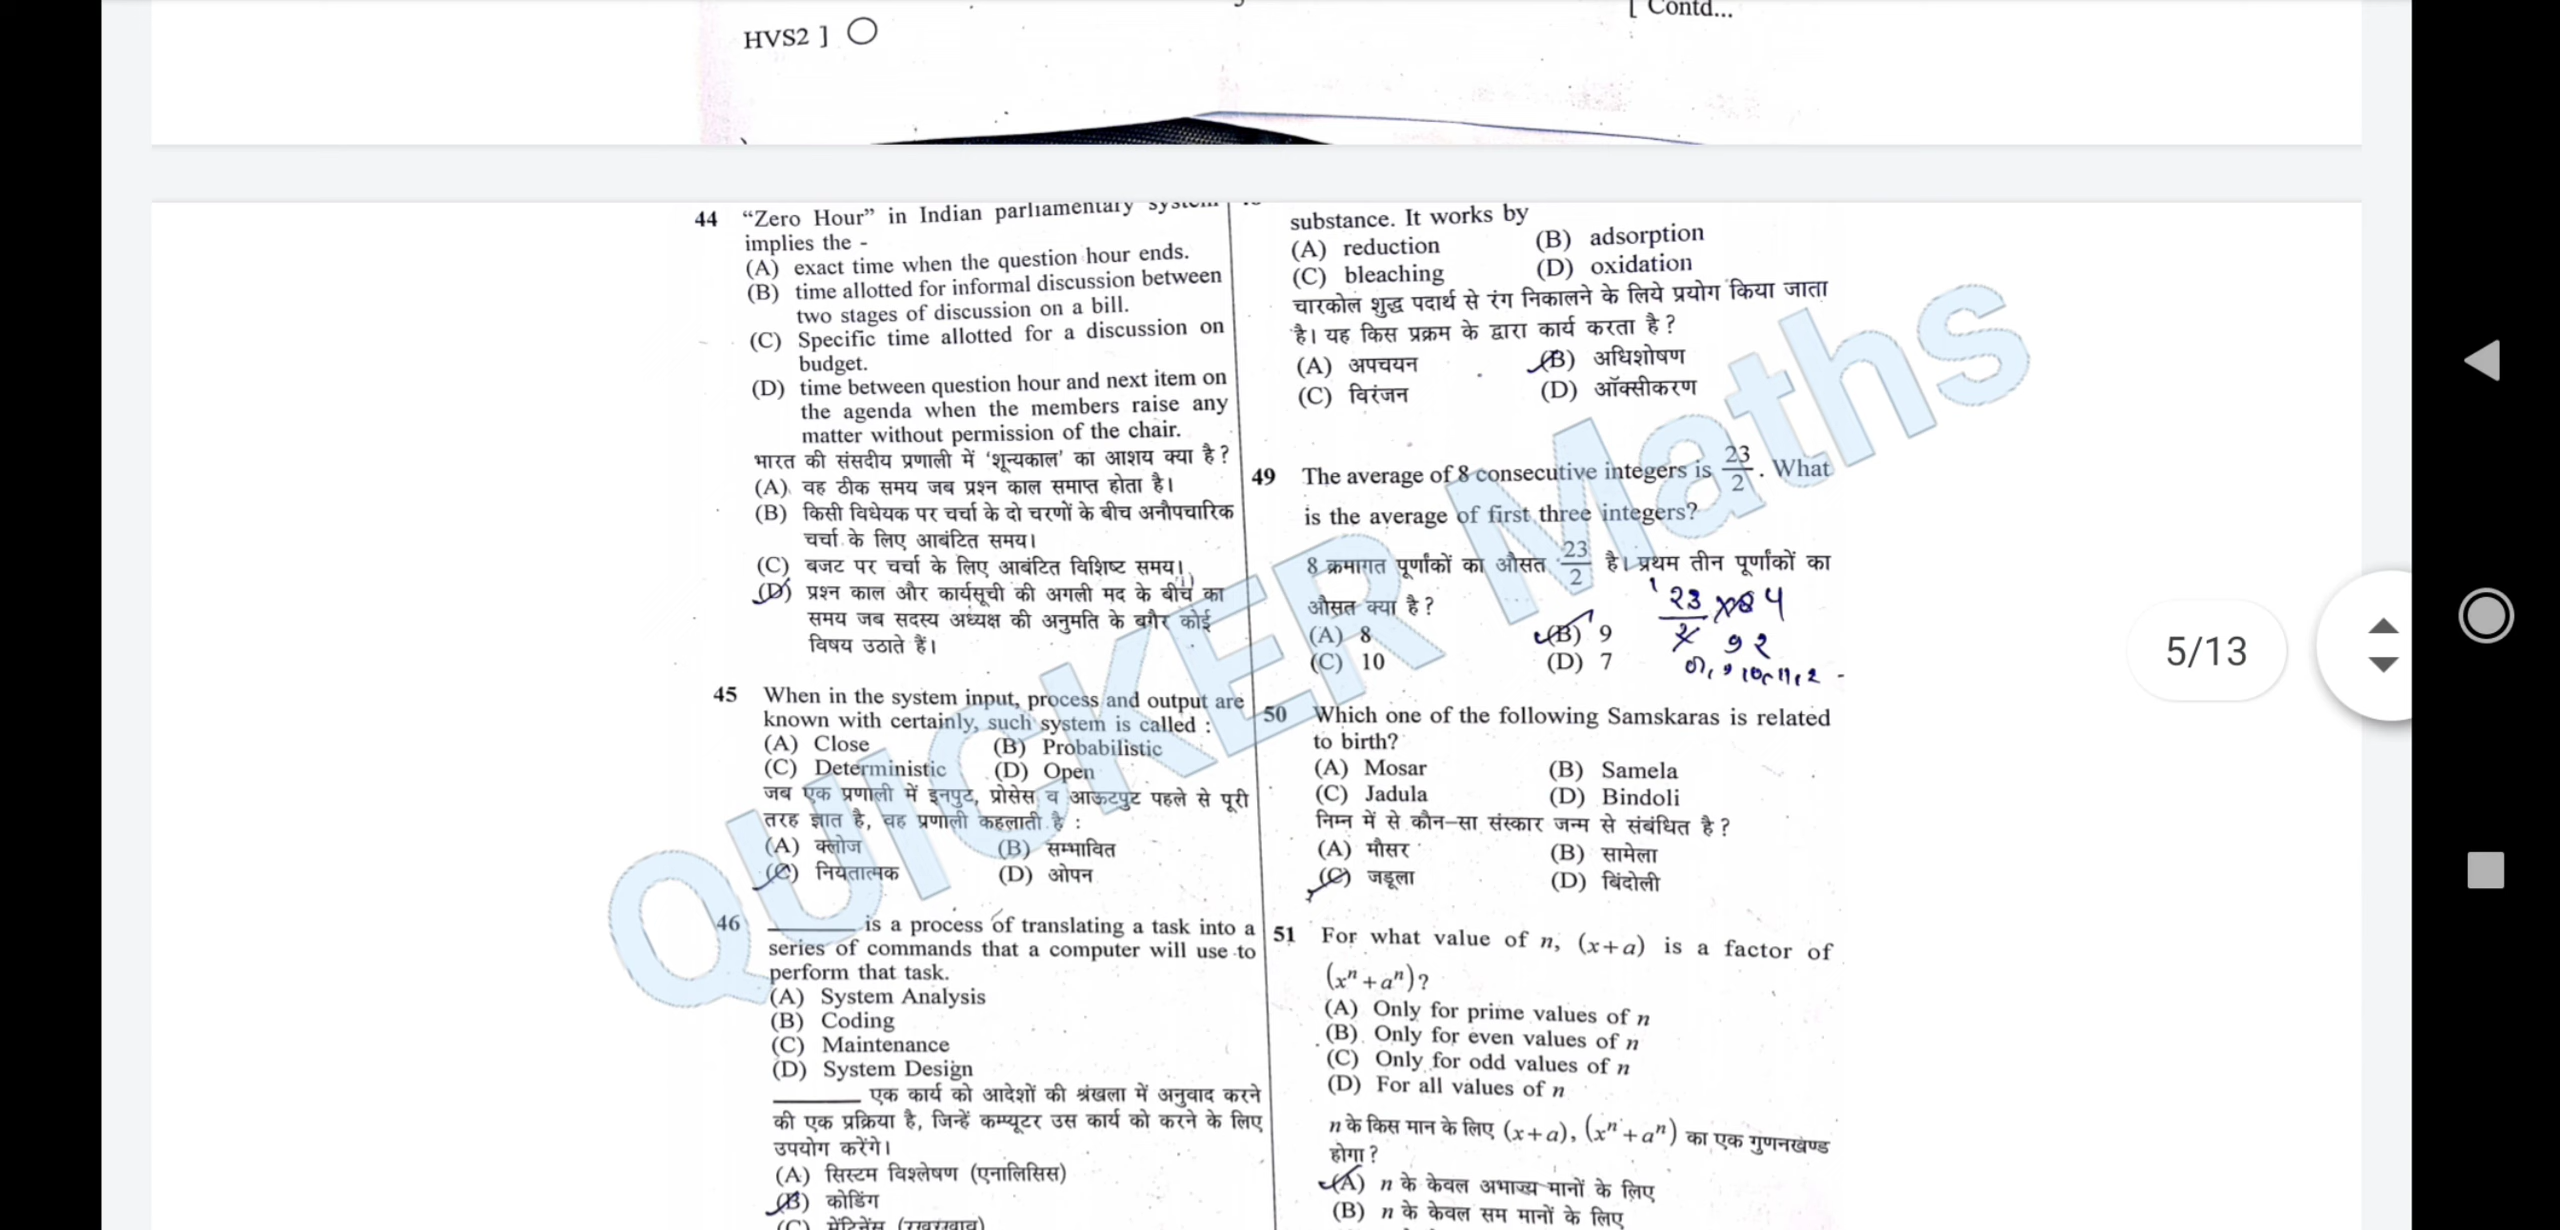 HVS2 ]
[ Contd...
44 “Zero Hour” in Indian parliamentary system
implies the -
(A) exact time when the question hour ends.
(B) time allotted for informal discussion between
two stages of discussion on a bill.
(C) Specific time allotted for a discussion on
budget.
(D) time between question hour and next item on
the agenda when the members raise any
matter without permission of the chair.
भारत की संसदीय प्रणाली में ‘शून्यकाल’ का आशय क्या है ?
(A) वह ठीक समय जब प्रश्न काल समाप्त होता है।
(B) किसी विधेयक पर चर्चा के दो चरणों के बीच अनौपचारिक
चर्चा के लिए आबंटित समय।
(C) बजट पर चर्चा के लिए आबंटित विशिष्ट समय।
(D) प्रश्न काल और कार्यसूची की अगली मद के बीच का
समय जब सदस्य अध्यक्ष की अनुमति के बगैर कोई
विषय उठाते हैं।
45 When in the system input, process and output are
known with certainly, such system is called :
(A) Close (B) Probabilistic
(C) Deterministic (D) Open
जब एक प्रणाली में इनपुट, प्रोसेस व आऊटपुट पहले से पूरी
तरह ज्ञात है, वह प्रणाली कहलाती है :
(A) क्लोज (B) सम्भावित
(C) नियतात्मक (D) ओपन
46 ________ is a process of translating a task into a
series of commands that a computer will use to
perform that task.
(A) System Analysis
(B) Coding
(C) Maintenance
(D) System Design
________ एक कार्य को आदेशों की श्रंखला में अनुवाद करने
की एक प्रक्रिया है, जिन्हें कम्प्यूटर उस कार्य को करने के लिए
उपयोग करेंगे।
(A) सिस्टम विश्लेषण (एनालिसिस)
(B) कोडिंग
(C) मेंटिनेंस (रखरखाव)
substance. It works by
(A) reduction (B) adsorption
(C) bleaching (D) oxidation
चारकोल शुद्ध पदार्थ से रंग निकालने के लिये प्रयोग किया जाता
है। यह किस प्रक्रम के द्वारा कार्य करता है ?
(A) अपचयन (B) अधिशोषण
(C) विरंजन (D) ऑक्सीकरण
49 The average of 8 consecutive integers is 23/2. What
is the average of first three integers?
8 क्रमागत पूर्णांकों का औसत 23/2 है। प्रथम तीन पूर्णांकों का
औसत क्या है ?
(A) 8 (B) 9
(C) 10 (D) 7
50 Which one of the following Samskaras is related
to birth?
(A) Mosar (B) Samela
(C) Jadula (D) Bindoli
निम्न में से कौन-सा संस्कार जन्म से संबंधित है ?
(A) मौसर (B) सामेला
(C) जडूला (D) बिंदोली
51 For what value of n, (x+a) is a factor of
(xⁿ+aⁿ)?
(A) Only for prime values of n
(B) Only for even values of n
(C) Only for odd values of n
(D) For all values of n
n के किस मान के लिए (x+a), (xⁿ+aⁿ) का एक गुणनखण्ड
होगा ?
(A) n के केवल अभाज्य मानों के लिए
(B) n के केवल सम मानों के लिए
QUICKER Maths
5/13